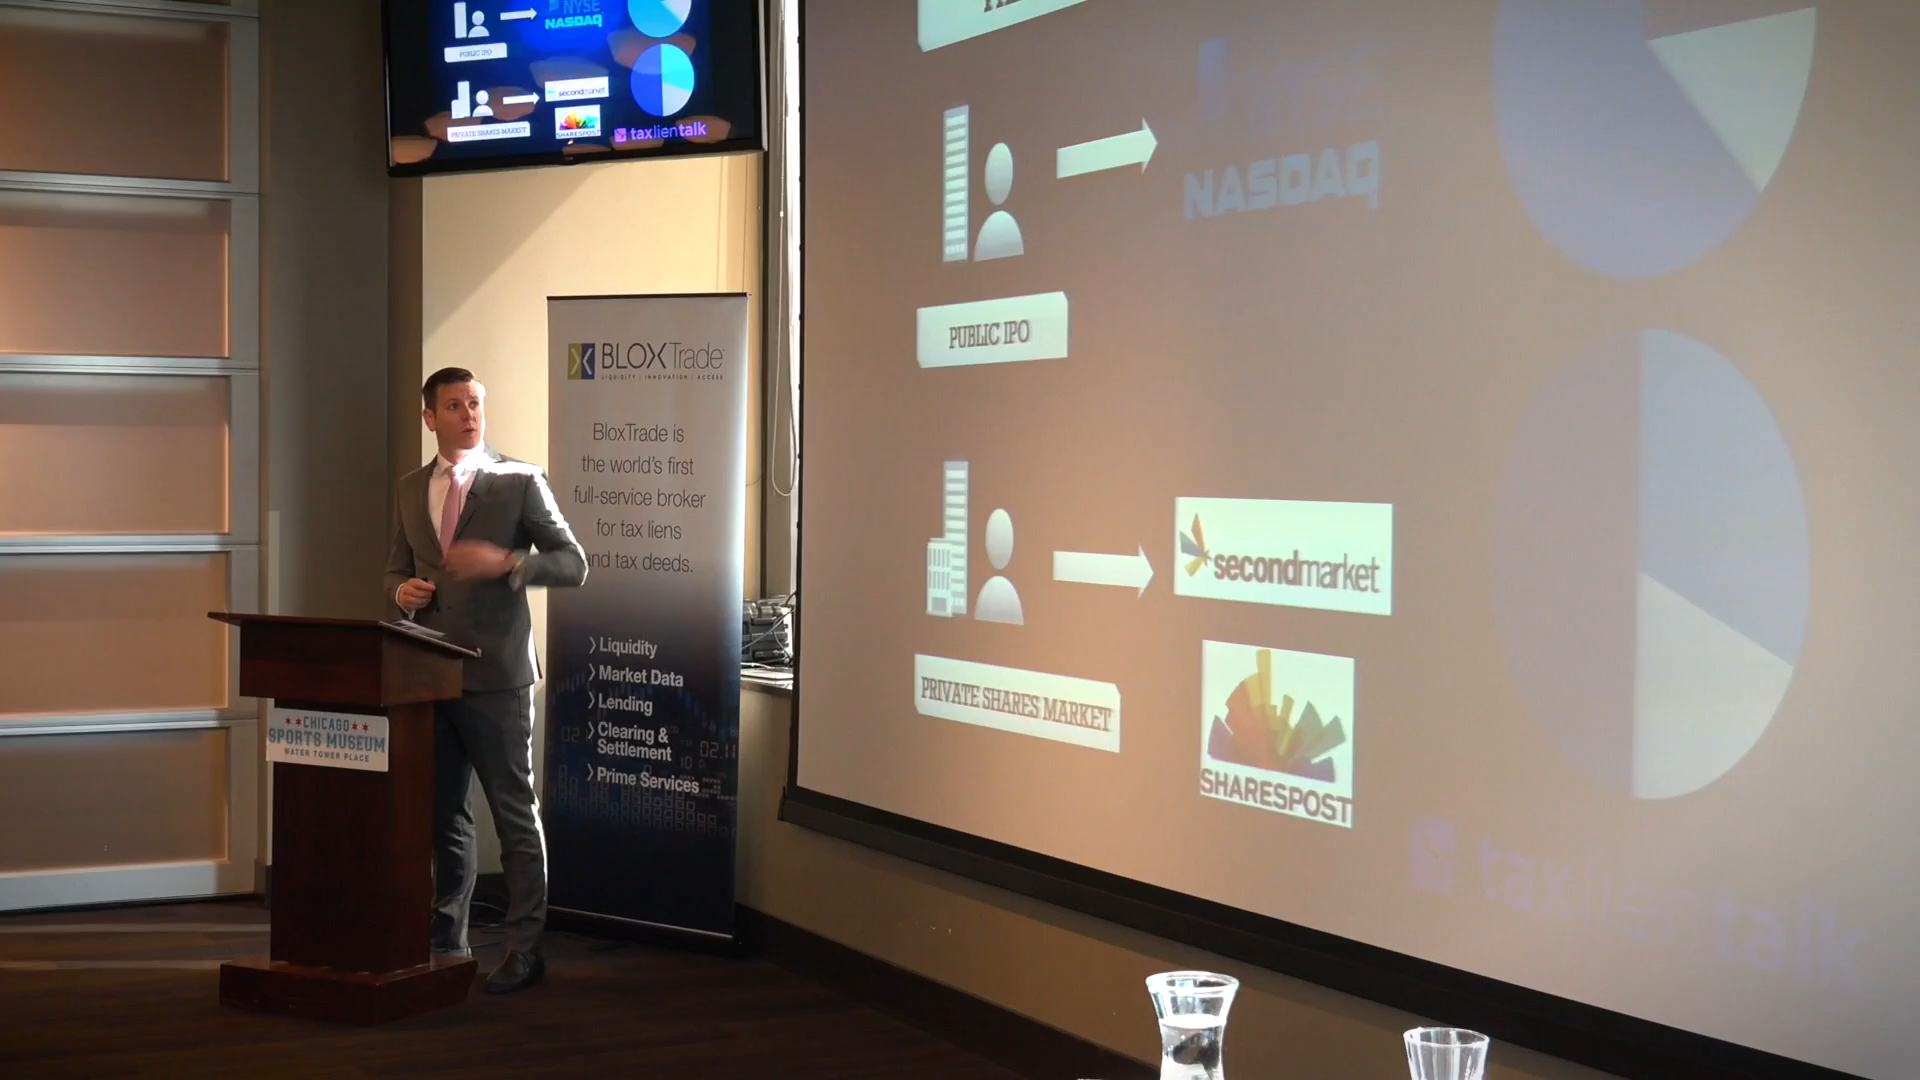 NYSE
NASDAQ
PUBLIC IPO
secondmarket
SHARESPOST
PRIVATE SHARES MARKET
taxlientalk
NASDAQ
PUBLIC IPO
secondmarket
PRIVATE SHARES MARKET
SHARESPOST
taxlientalk
BLOXTrade
LIQUIDITY | INNOVATION | ACCESS
BloxTrade is
the world's first
full-service broker
for tax liens
and tax deeds.
Liquidity
Market Data
Lending
Clearing &
Settlement
Prime Services
CHICAGO
SPORTS MUSEUM
WATER TOWER PLACE